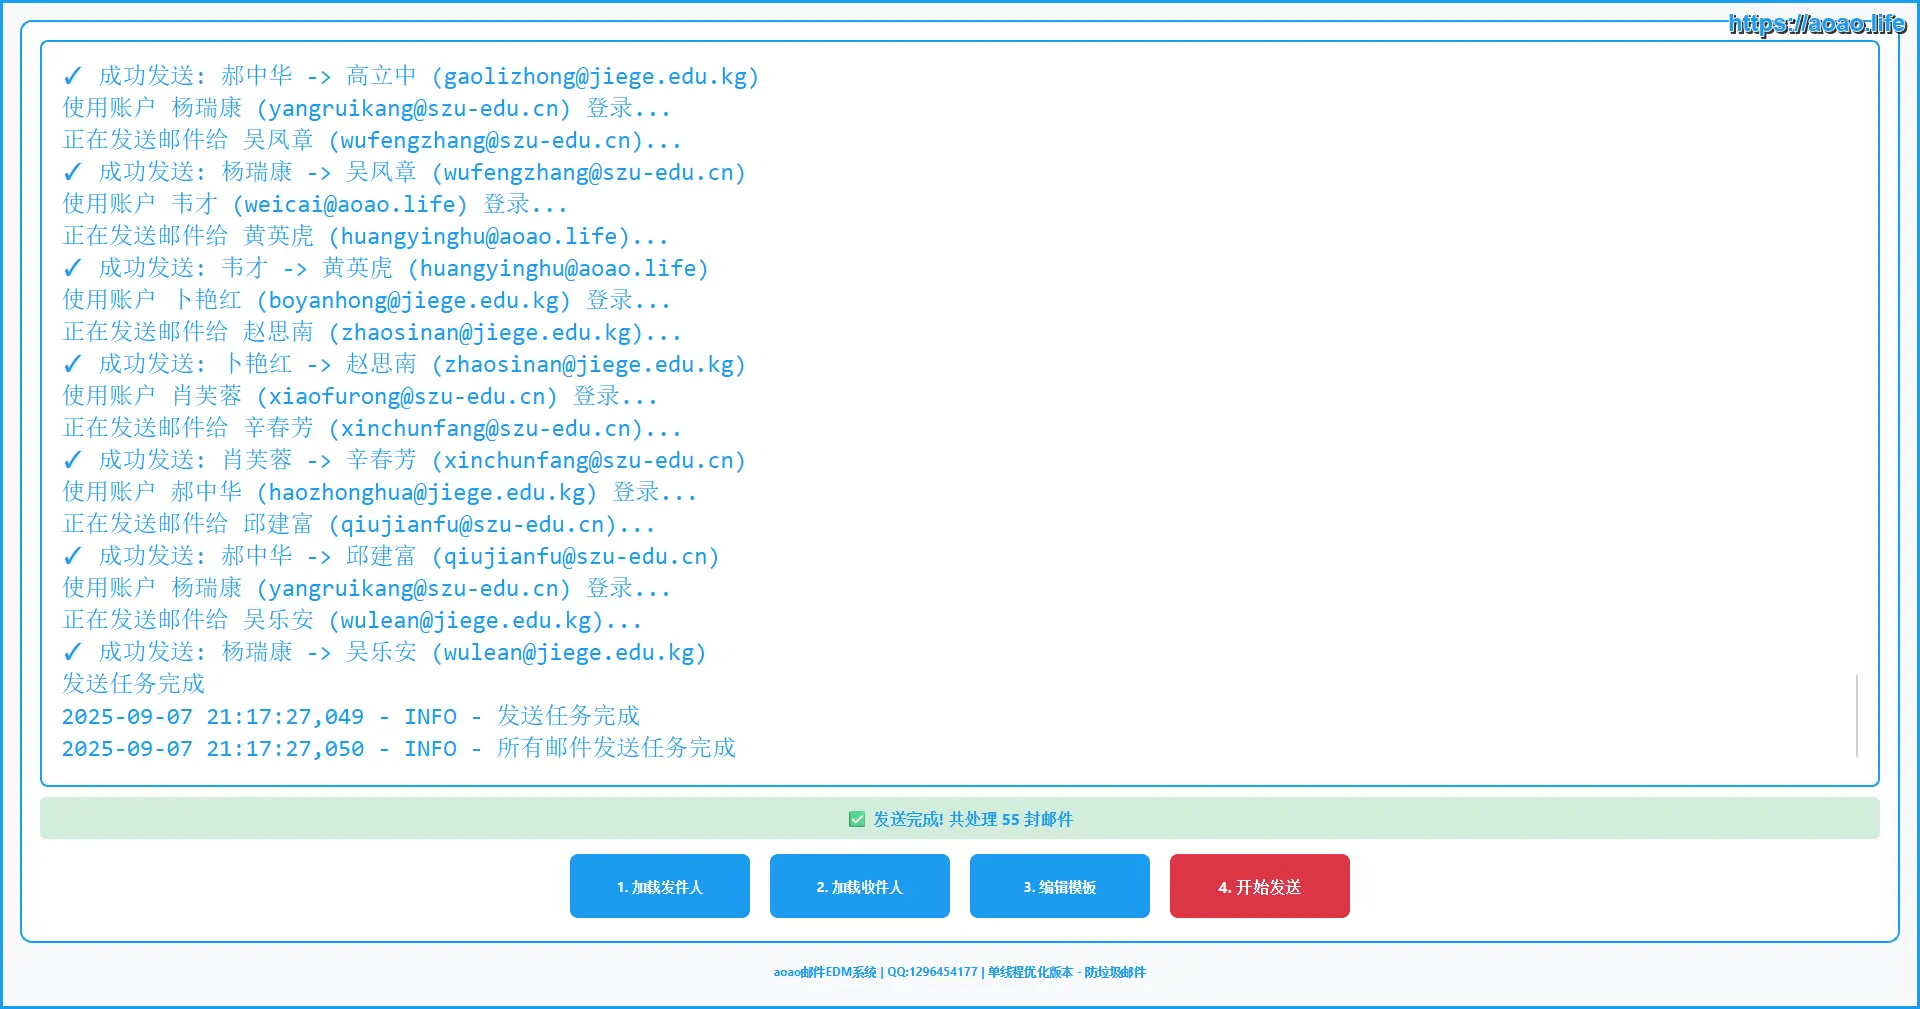 https://aoao.life
✓ 成功发送: 郝中华 -> 高立中 (gaolizhong@jiege.edu.kg)
使用账户 杨瑞康 (yangruikang@szu-edu.cn) 登录...
正在发送邮件给 吴凤章 (wufengzhang@szu-edu.cn)...
✓ 成功发送: 杨瑞康 -> 吴凤章 (wufengzhang@szu-edu.cn)
使用账户 韦才 (weicai@aoao.life) 登录...
正在发送邮件给 黄英虎 (huangyinghu@aoao.life)...
✓ 成功发送: 韦才 -> 黄英虎 (huangyinghu@aoao.life)
使用账户 卜艳红 (boyanhong@jiege.edu.kg) 登录...
正在发送邮件给 赵思南 (zhaosinan@jiege.edu.kg)...
✓ 成功发送: 卜艳红 -> 赵思南 (zhaosinan@jiege.edu.kg)
使用账户 肖芙蓉 (xiaofurong@szu-edu.cn) 登录...
正在发送邮件给 辛春芳 (xinchunfang@szu-edu.cn)...
✓ 成功发送: 肖芙蓉 -> 辛春芳 (xinchunfang@szu-edu.cn)
使用账户 郝中华 (haozhonghua@jiege.edu.kg) 登录...
正在发送邮件给 邱建富 (qiujianfu@szu-edu.cn)...
✓ 成功发送: 郝中华 -> 邱建富 (qiujianfu@szu-edu.cn)
使用账户 杨瑞康 (yangruikang@szu-edu.cn) 登录...
正在发送邮件给 吴乐安 (wulean@jiege.edu.kg)...
✓ 成功发送: 杨瑞康 -> 吴乐安 (wulean@jiege.edu.kg)
发送任务完成
2025-09-07 21:17:27,049 - INFO - 发送任务完成
2025-09-07 21:17:27,050 - INFO - 所有邮件发送任务完成
✅ 发送完成! 共处理 55 封邮件
1. 加载发件人
2. 加载收件人
3. 编辑模板
4. 开始发送
aoao邮件EDM系统 | QQ:1296454177 | 单线程优化版本 - 防垃圾邮件